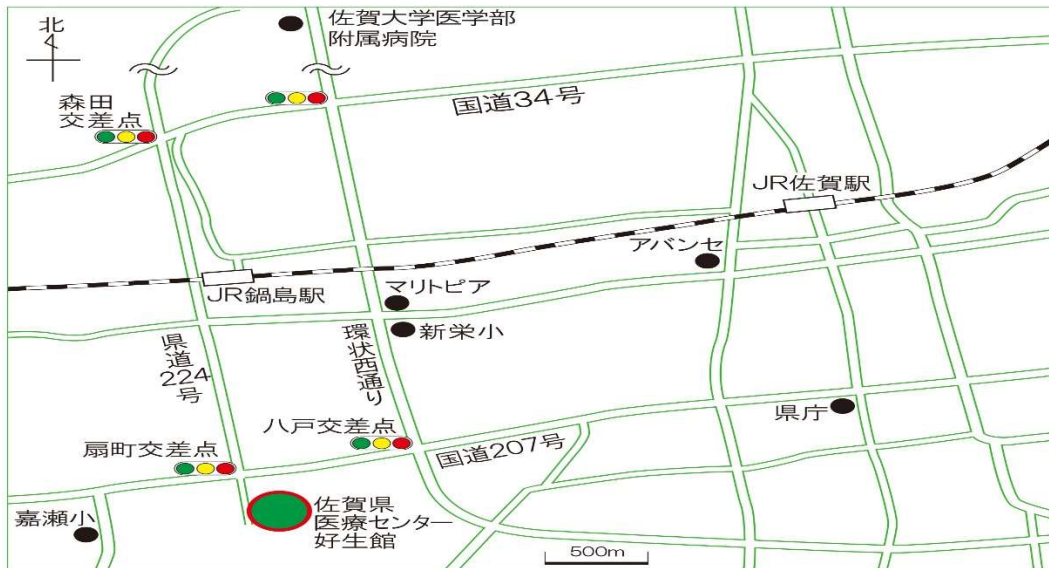 北
佐賀大学医学部
附属病院
森田
交差点
国道34号
JR佐賀駅
アバンセ
JR鍋島駅
マリトピア
新栄小
県道224号
環状西通り
県庁
八戸交差点
国道207号
扇町交差点
嘉瀬小
佐賀県
医療センター
好生館
500m